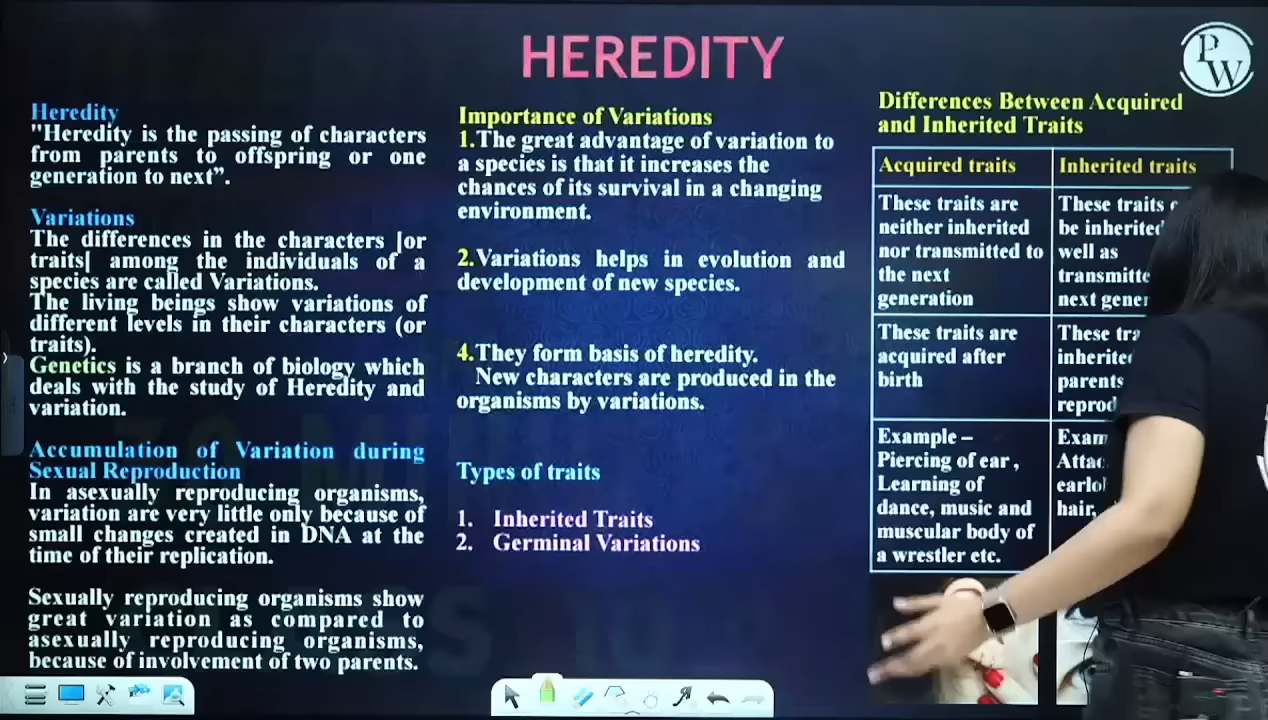 HEREDITY
PW
Heredity
"Heredity is the passing of characters
from parents to offspring or one
generation to next”.
Variations
The differences in the characters [or
traits[ among the individuals of a
species are called Variations.
The living beings show variations of
different levels in their characters (or
traits).
Genetics is a branch of biology which
deals with the study of Heredity and
variation.
Accumulation of Variation during
Sexual Reproduction
In asexually reproducing organisms,
variation are very little only because of
small changes created in DNA at the
time of their replication.
Sexually reproducing organisms show
great variation as compared to
asexually reproducing organisms,
because of involvement of two parents.
Importance of Variations
1.The great advantage of variation to
a species is that it increases the
chances of its survival in a changing
environment.
2.Variations helps in evolution and
development of new species.
4.They form basis of heredity.
New characters are produced in the
organisms by variations.
Types of traits
1. Inherited Traits
2. Germinal Variations
Differences Between Acquired
and Inherited Traits
Acquired traits
These traits are
neither inherited
nor transmitted to
the next
generation
These traits are
acquired after
birth
Example –
Piercing of ear ,
Learning of
dance, music and
muscular body of
a wrestler etc.
Inherited traits
These traits
be inherited
well as
next
These
parents
hair,